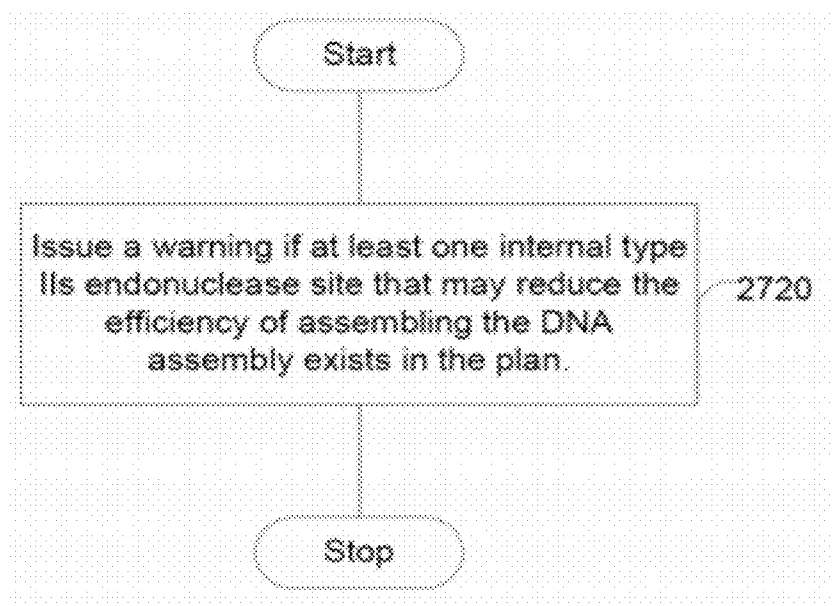 Start
Issue a warning if at least one internal type
IIs endonuclease site that may reduce the
efficiency of assembling the DNA
assembly exists in the plan.
2720
Stop